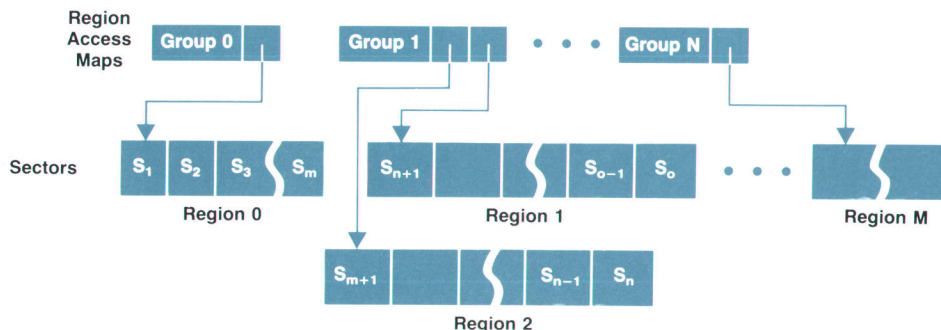 Region
Access
Maps
Group 0
Group 1
• • •
Group N
Sectors
S₁ S₂ S₃ Sₘ
Region 0
Sₙ₊₁ Sₒ₋₁ Sₒ
Region 1
• • •
Region M
Sₘ₊₁ Sₙ₋₁ Sₙ
Region 2